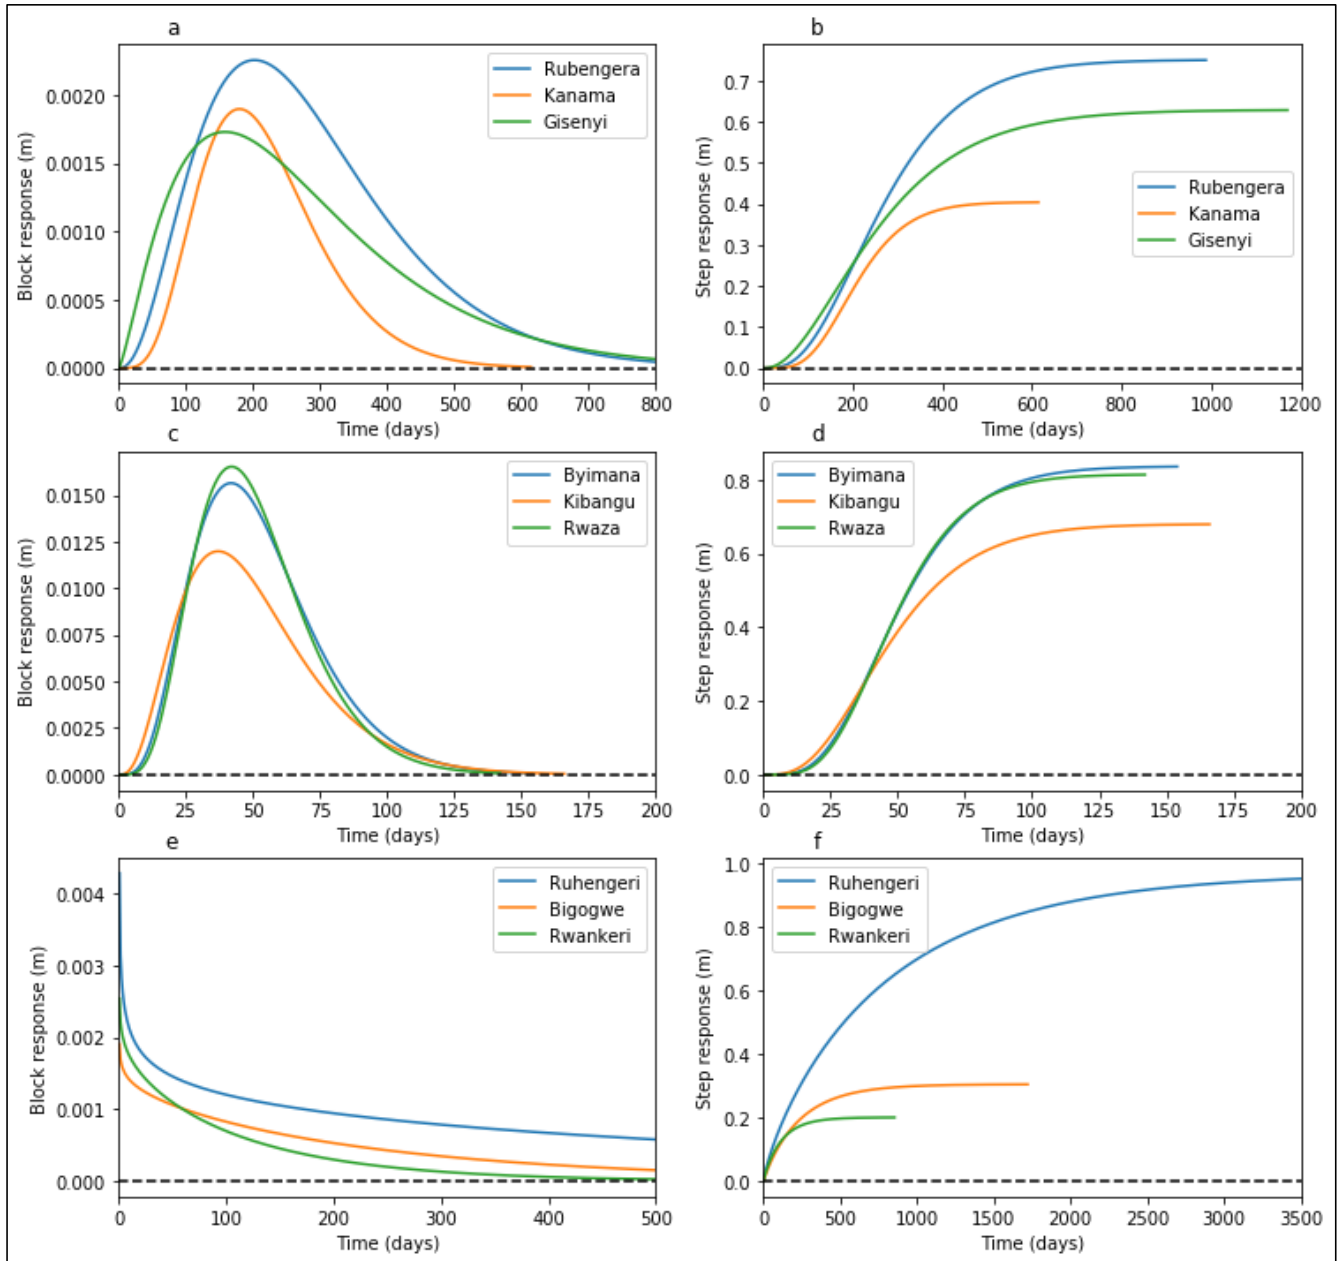 a
Block response (m)
0.0020
0.0015
0.0010
0.0005
0.0000
Rubengera
Kanama
Gisenyi
0 100 200 300 400 500 600 700 800
Time (days)
b
Step response (m)
0.7
0.6
0.5
0.4
0.3
0.2
0.1
0.0
Rubengera
Kanama
Gisenyi
0 200 400 600 800 1000 1200
Time (days)
c
Block response (m)
0.0150
0.0125
0.0100
0.0075
0.0050
0.0025
0.0000
Byimana
Kibangu
Rwaza
0 25 50 75 100 125 150 175 200
Time (days)
d
Step response (m)
0.8
0.6
0.4
0.2
0.0
Byimana
Kibangu
Rwaza
0 25 50 75 100 125 150 175 200
Time (days)
e
Block response (m)
0.004
0.003
0.002
0.001
0.000
Ruhengeri
Bigogwe
Rwankeri
0 100 200 300 400 500
Time (days)
f
Step response (m)
1.0
0.8
0.6
0.4
0.2
0.0
Ruhengeri
Bigogwe
Rwankeri
0 500 1000 1500 2000 2500 3000 3500
Time (days)